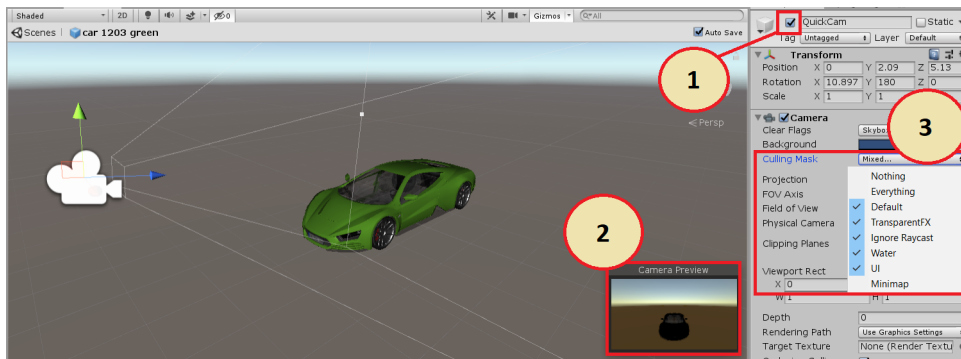 Shaded 2D 0 Gizmos All
Scenes car 1203 green Auto Save
1
Persp
2
Camera Preview
QuickCam Static
Tag Untagged Layer Default
Transform
Position X 0 Y 2.09 Z 5.13
Rotation X 10.897 Y 180 Z 0
Scale X 1 Y 1
Camera
3
Clear Flags
Background
Culling Mask Mixed...
Nothing
Projection
Everything
FOV Axis
Default
Field of View
TransparentFX
Physical Camera
Ignore Raycast
Clipping Planes
Water
UI
Viewport Rect
Minimap
X 0
W 1 H 1
Depth 0
Rendering Path Use Graphics Settings
Target Texture None (Render Textu